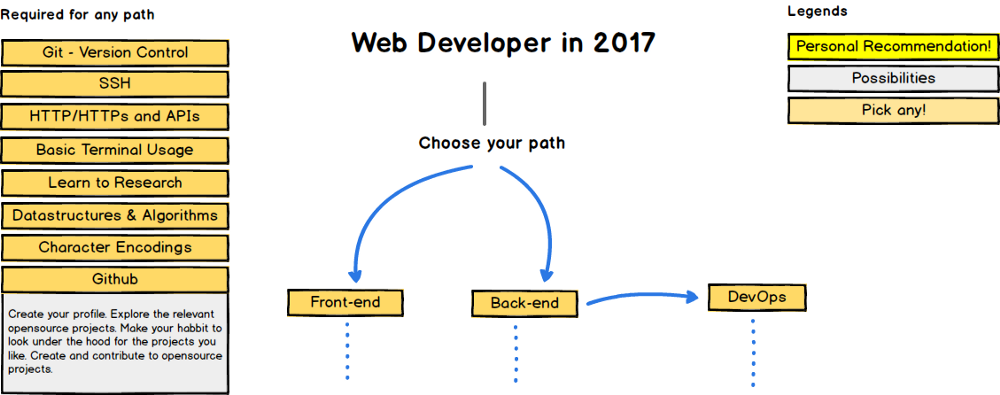 Required for any path
Git - Version Control
SSH
HTTP/HTTPs and APIs
Basic Terminal Usage
Learn to Research
Datastructures & Algorithms
Character Encodings
Github
Create your profile. Explore the relevant
opensource projects. Make your habbit to
look under the hood for the projects you
like. Create and contribute to opensource
projects.
Web Developer in 2017
Choose your path
Front-end
Back-end
DevOps
Legends
Personal Recommendation!
Possibilities
Pick any!